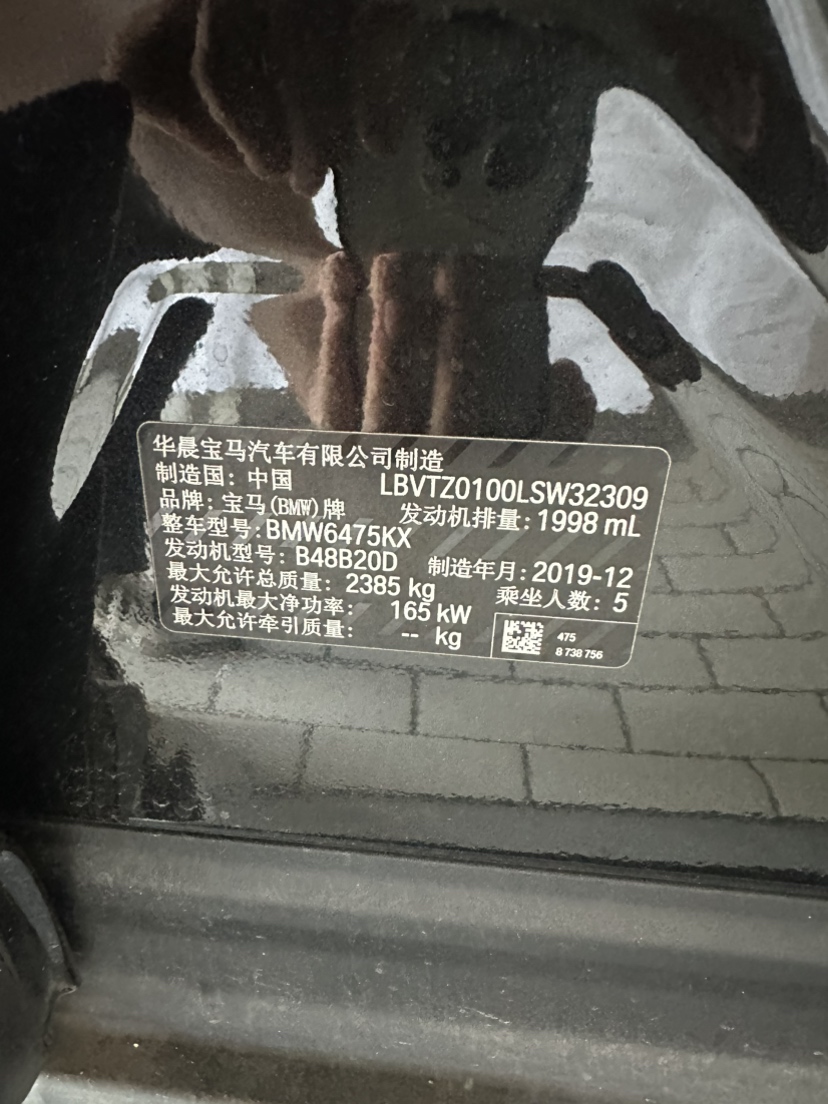 华晨宝马汽车有限公司制造
制造国: 中国 LBVTZ0100LSW32309
品牌: 宝马(BMW)牌 发动机排量: 1998 mL
整车型号: BMW6475KX
发动机型号: B48B20D 制造年月: 2019-12
最大允许总质量: 2385 kg 乘坐人数: 5
发动机最大净功率: 165 kW
最大允许牵引质量: -- kg
475
8 738 756